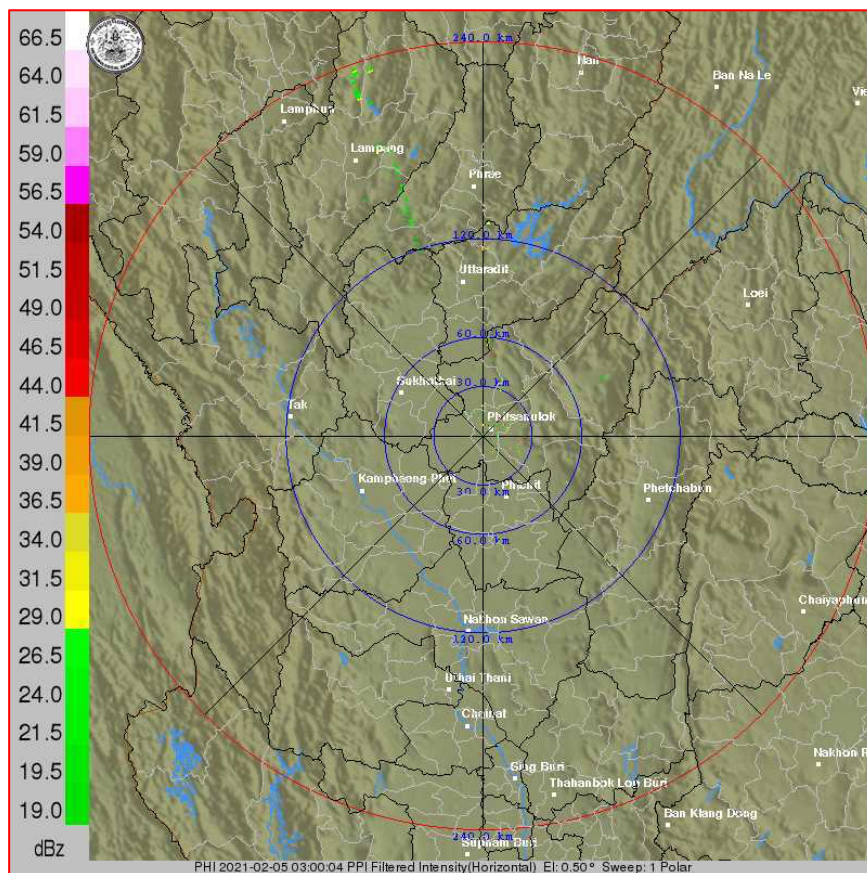 66.5
64.0
61.5
59.0
56.5
54.0
51.5
49.0
46.5
44.0
41.5
39.0
36.5
34.0
31.5
29.0
26.5
24.0
21.5
19.5
19.0
dBz
240.0 km
Nan
Ban Na Le
Vie
Lamphun
Lampang
Phrae
120.0 km
Uttaradit
Loei
60.0 km
30.0 km
Sukhothai
Tak
Phitsanulok
Kamphaeng Phet
Phichit
Phetchabun
30.0 km
60.0 km
Chaiyaphum
Nakhon Sawan
120.0 km
Uthai Thani
Chainat
Sing Buri
Nakhon R
Thahanbok Lop Buri
Ban Klang Dong
240.0 km
Suphan Buri
PHI 2021-02-05 03:00:04 PPI Filtered Intensity(Horizontal) El: 0.50° Sweep: 1 Polar